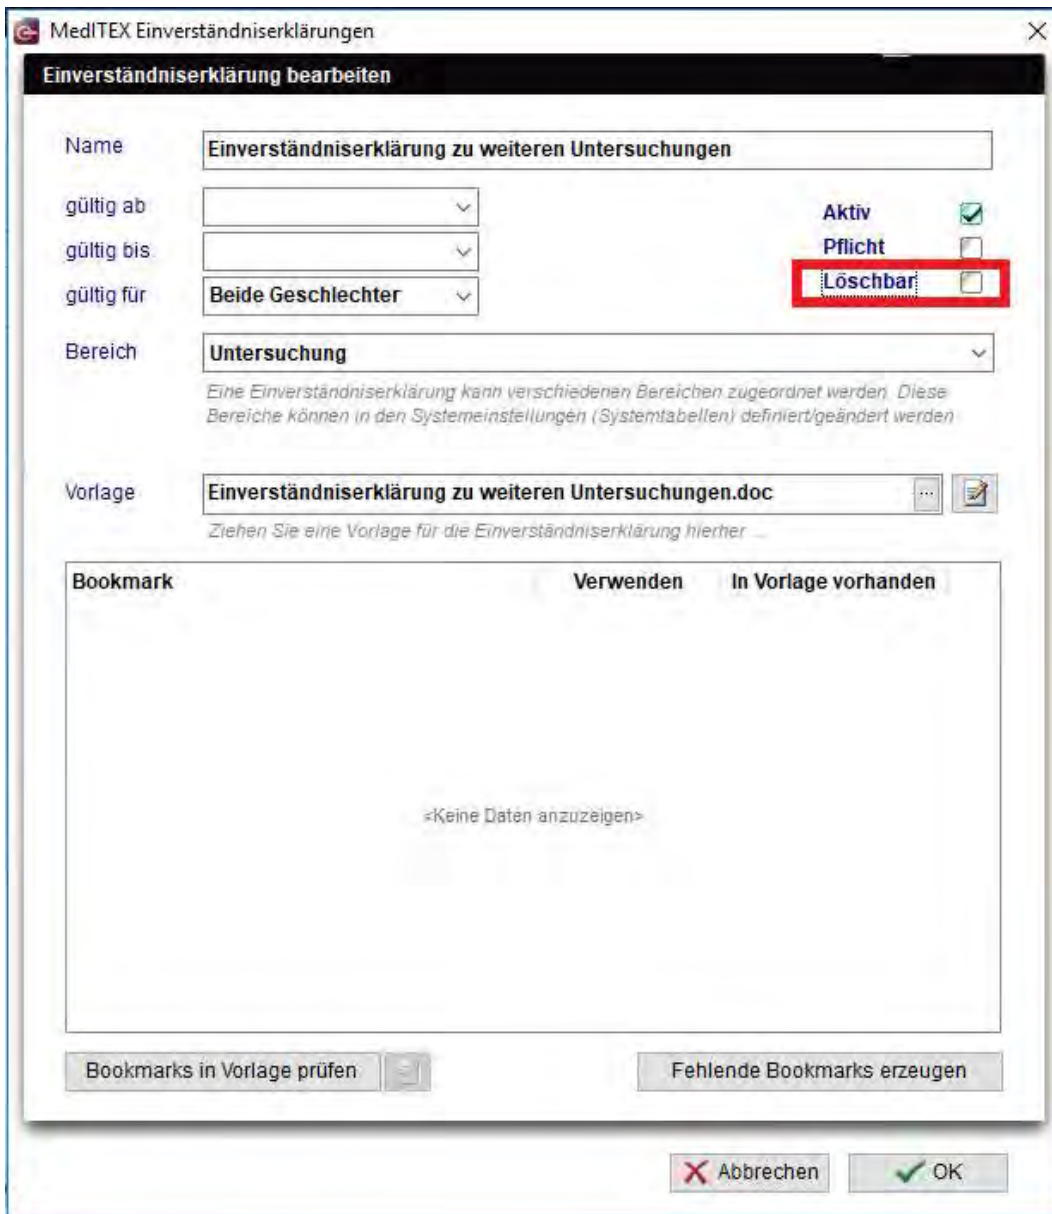 MedITEX Einverständniserklärungen
Einverständniserklärung bearbeiten
Name Einverständniserklärung zu weiteren Untersuchungen
gültig ab
Aktiv
gültig bis
Pflicht
gültig für Beide Geschlechter
Löschbar
Bereich Untersuchung
Eine Einverständniserklärung kann verschiedenen Bereichen zugeordnet werden. Diese
Bereiche können in den Systemeinstellungen (Systemtabellen) definiert/geändert werden
Vorlage Einverständniserklärung zu weiteren Untersuchungen.doc ...
Ziehen Sie eine Vorlage für die Einverständniserklärung hierher ...
Bookmark Verwenden In Vorlage vorhanden
<Keine Daten anzuzeigen>
Bookmarks in Vorlage prüfen Fehlende Bookmarks erzeugen
Abbrechen OK